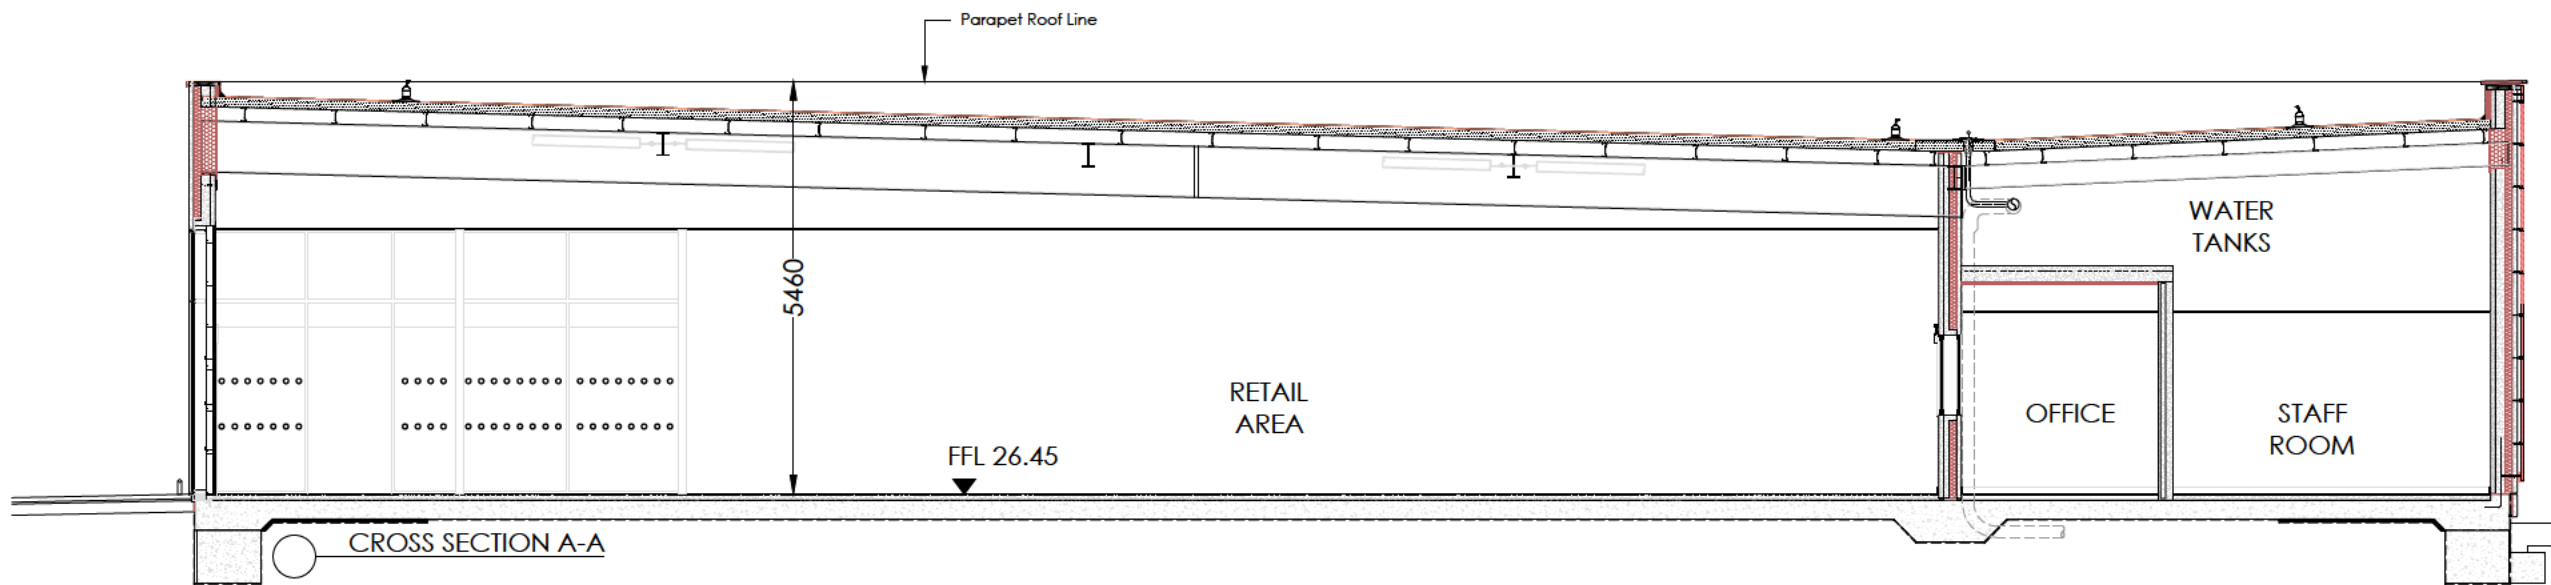 Parapet Roof Line
WATER
TANKS
5460
RETAIL
AREA
OFFICE
STAFF
ROOM
FFL 26.45
CROSS SECTION A-A